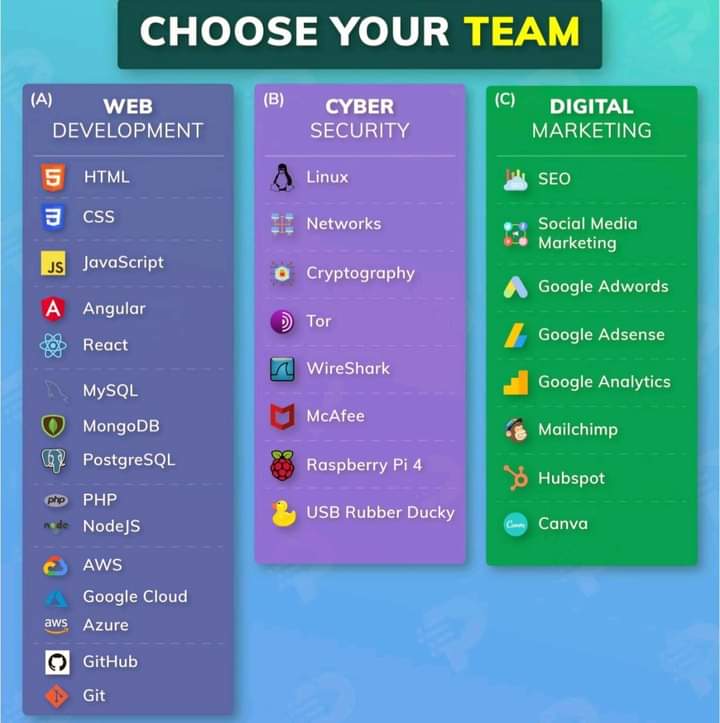 CHOOSE YOUR TEAM
(A)
WEB
DEVELOPMENT
5
HTML
3
CSS
JS
JavaScript
A
Angular
React
MySQL
MongoDB
PostgreSQL
php
PHP
node
NodeJS
AWS
Google Cloud
aws
Azure
GitHub
Git
(B)
CYBER
SECURITY
Linux
Networks
Cryptography
Tor
WireShark
McAfee
Raspberry Pi 4
USB Rubber Ducky
(C)
DIGITAL
MARKETING
SEO
Social Media
Marketing
Google Adwords
Google Adsense
Google Analytics
Mailchimp
Hubspot
Canva
Canva